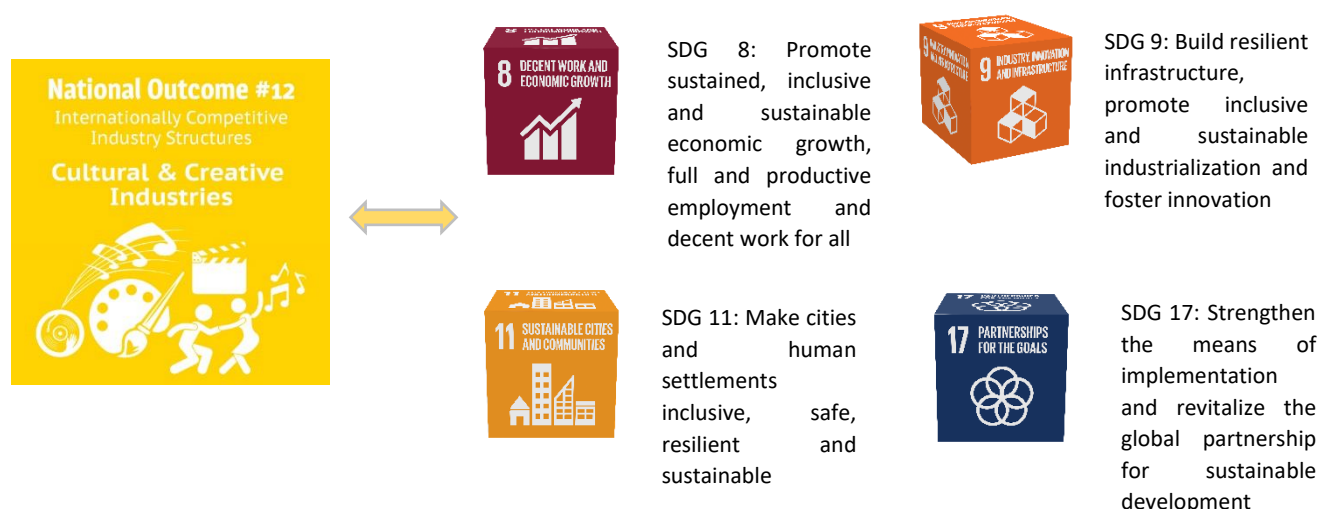 National Outcome #12
Internationally Competitive
Industry Structures
Cultural & Creative
Industries
8 DECENT WORK AND
ECONOMIC GROWTH
SDG 8: Promote
sustained, inclusive
and sustainable
economic growth,
full and productive
employment and
decent work for all
9 INDUSTRY, INNOVATION
AND INFRASTRUCTURE
SDG 9: Build resilient
infrastructure,
promote inclusive
and sustainable
industrialization and
foster innovation
11 SUSTAINABLE CITIES
AND COMMUNITIES
SDG 11: Make cities
and human
settlements
inclusive, safe,
resilient and
sustainable
17 PARTNERSHIPS
FOR THE GOALS
SDG 17: Strengthen
the means of
implementation
and revitalize the
global partnership
for sustainable
development